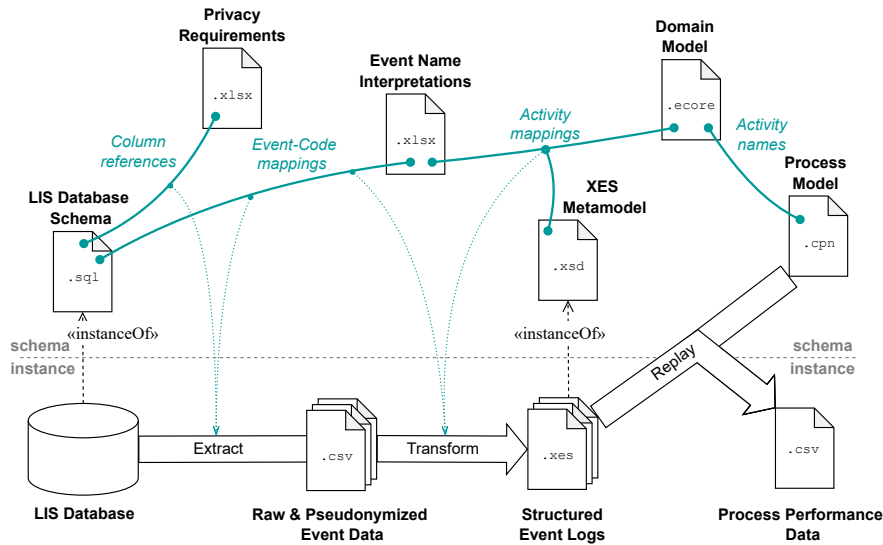 Privacy
Requirements
.xlsx
Event Name
Interpretations
.xlsx
Domain
Model
.ecore
Column
references
Event-Code
mappings
Activity
mappings
Activity
names
LIS Database
Schema
.sql
XES
Metamodel
.xsd
Process
Model
.cpn
«instanceOf»
«instanceOf»
schema
instance
schema
instance
Replay
Extract
.csv
Transform
.xes
.csv
LIS Database
Raw & Pseudonymized
Event Data
Structured
Event Logs
Process Performance
Data